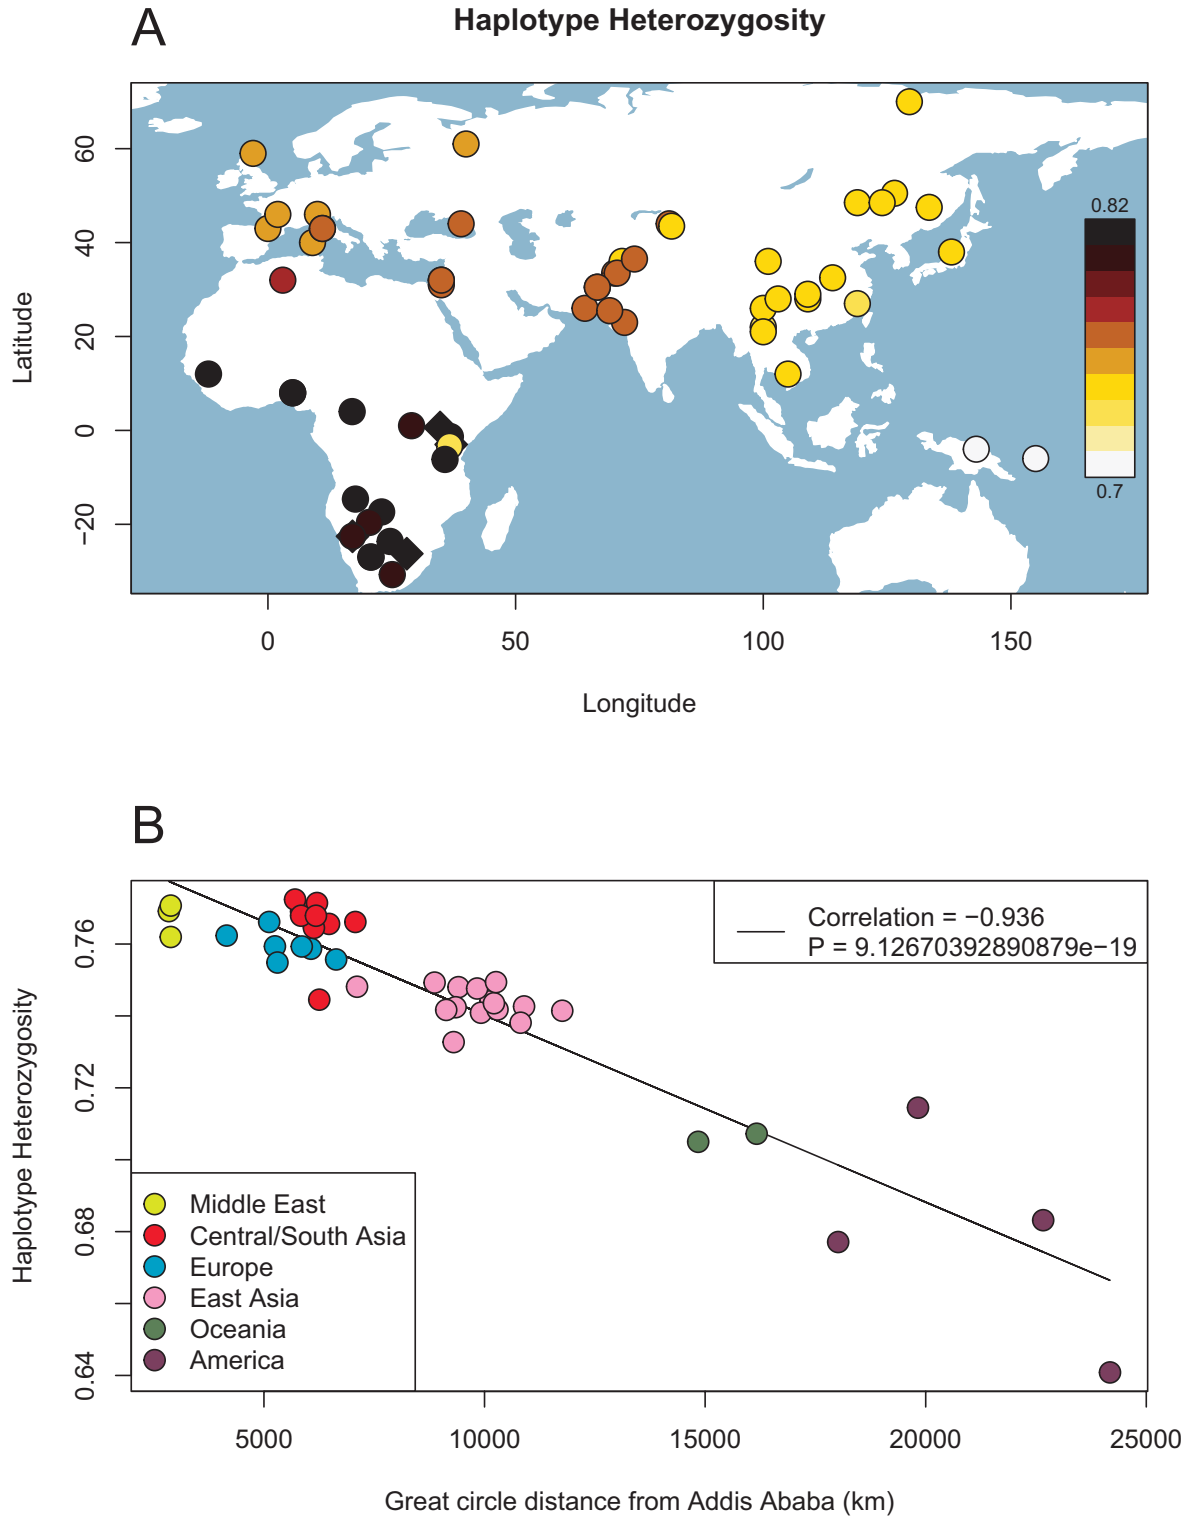 A
Haplotype Heterozygosity
Latitude
60
40
20
0
−20
0.82
0.7
0
50
100
150
Longitude
B
Haplotype Heterozygosity
0.76
0.72
0.68
0.64
Correlation = −0.936
P = 9.12670392890879e−19
Middle East
Central/South Asia
Europe
East Asia
Oceania
America
5000
10000
15000
20000
25000
Great circle distance from Addis Ababa (km)